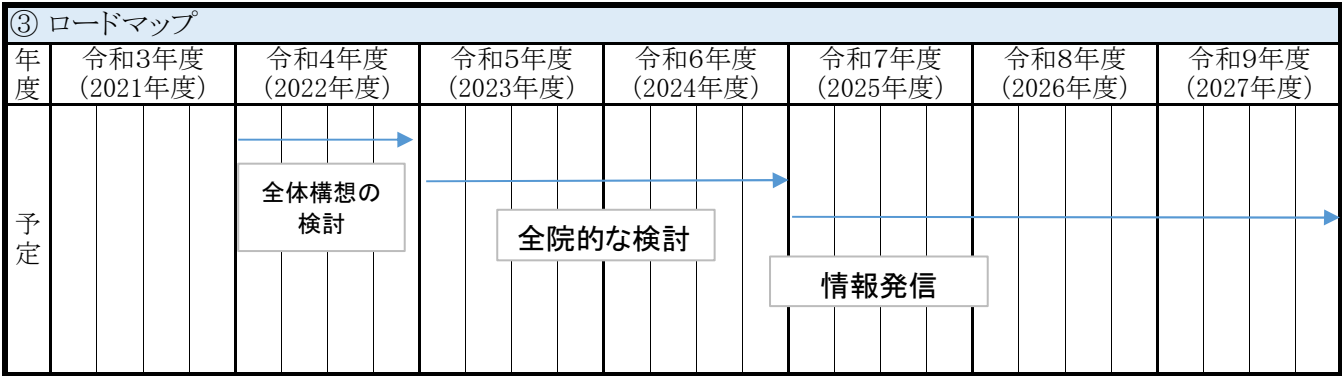 ③ ロードマップ
年度
令和3年度
(2021年度)
令和4年度
(2022年度)
令和5年度
(2023年度)
令和6年度
(2024年度)
令和7年度
(2025年度)
令和8年度
(2026年度)
令和9年度
(2027年度)
予定
全体構想の
検討
全院的な検討
情報発信